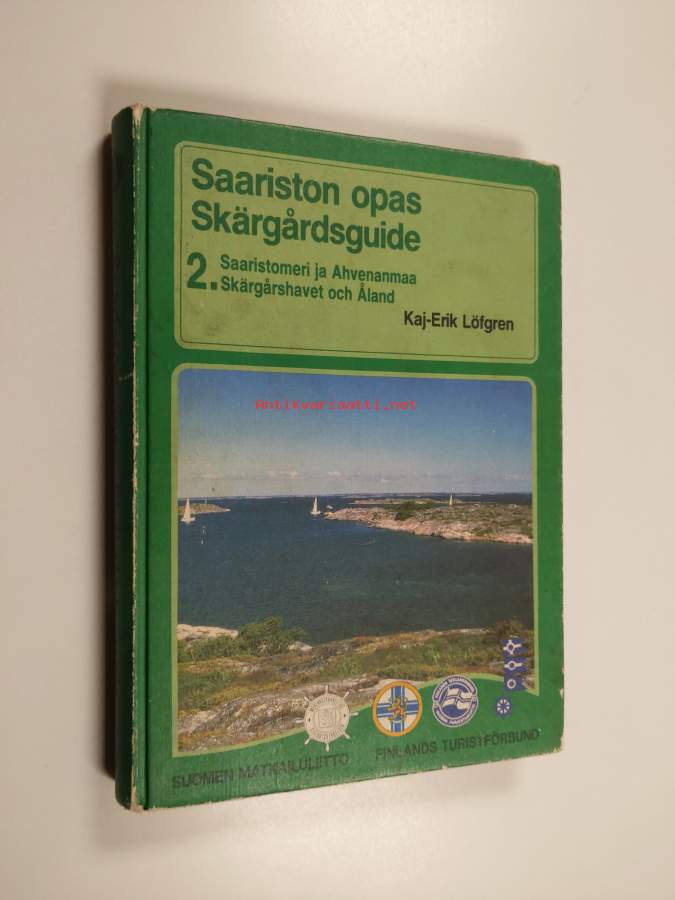 Saariston opas
Skärgårdsguide
2. Saaristomeri ja Ahvenanmaa
Skärgårshavet och Åland
Kaj-Erik Löfgren
Antikvariaatti.net
SUOMEN MATKAILULIITTO
FINLANDS TURISTFÖRBUND